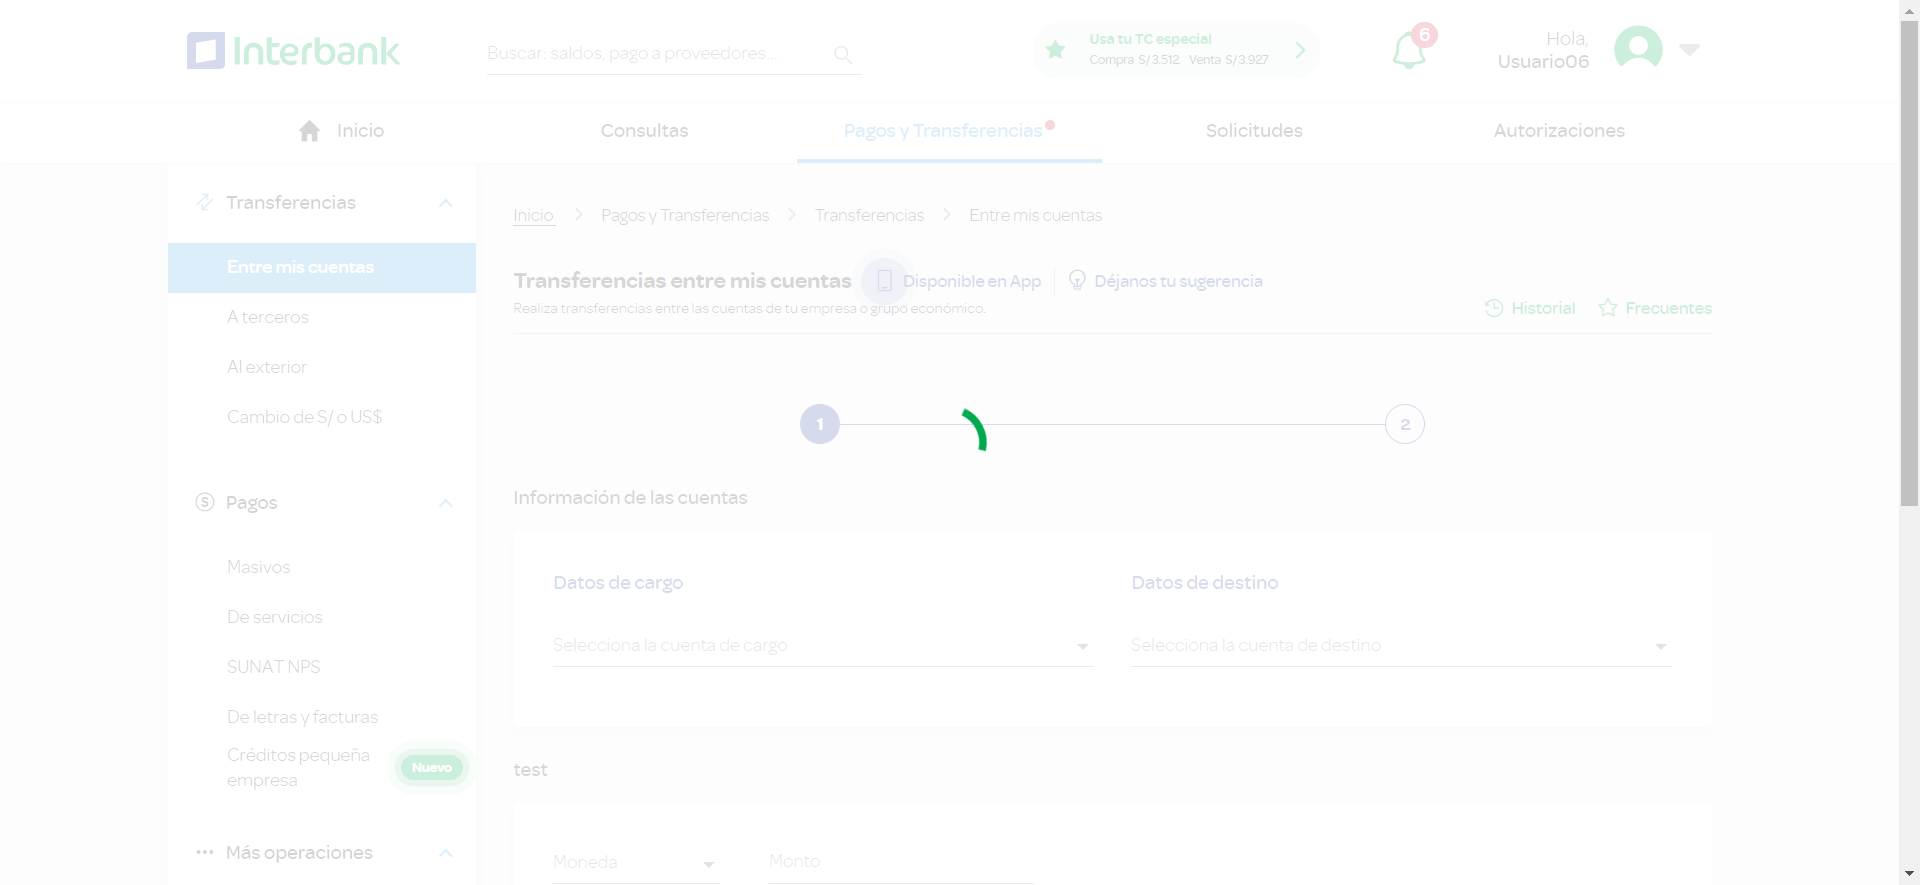 Interbank
Buscar: saldos, pago a proveedores...
Usa tu TC especial
Compra S/3.512 Venta S/3.927
6
Hola,
Usuario06
Inicio
Consultas
Pagos y Transferencias
Solicitudes
Autorizaciones
Transferencias
Entre mis cuentas
A terceros
Al exterior
Cambio de S/ o US$
Pagos
Masivos
De servicios
SUNAT NPS
De letras y facturas
Créditos pequeña
empresa
Nuevo
Más operaciones
Inicio
Pagos y Transferencias
Transferencias
Entre mis cuentas
Transferencias entre mis cuentas
Disponible en App
Déjanos tu sugerencia
Realiza transferencias entre las cuentas de tu empresa o grupo económico.
Historial
Frecuentes
1
2
Información de las cuentas
Datos de cargo
Datos de destino
Selecciona la cuenta de cargo
Selecciona la cuenta de destino
test
Moneda
Monto